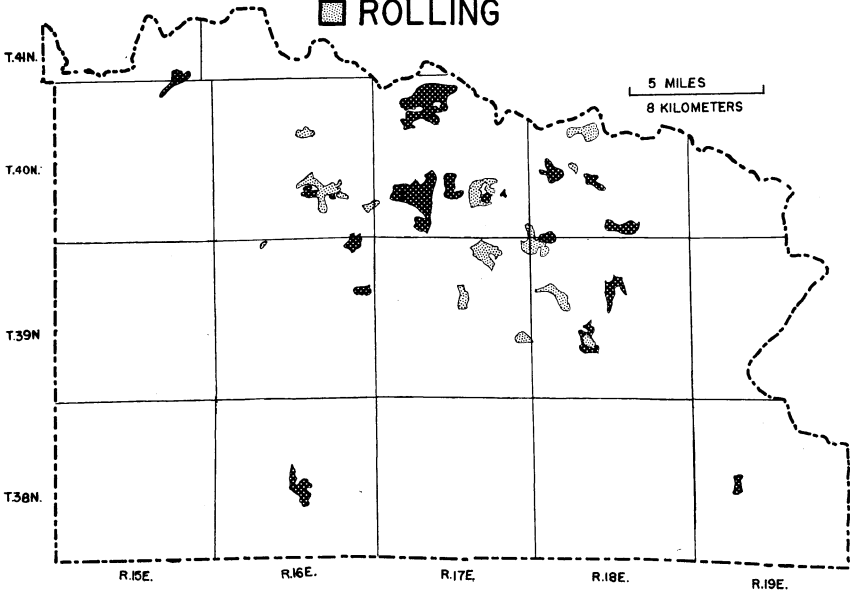 ROLLING
T.41N.
5 MILES
8 KILOMETERS
T.40N.
T.39N
T.38N.
R.15E.
R.16E.
R.17E,
R.18E.
R.19E.